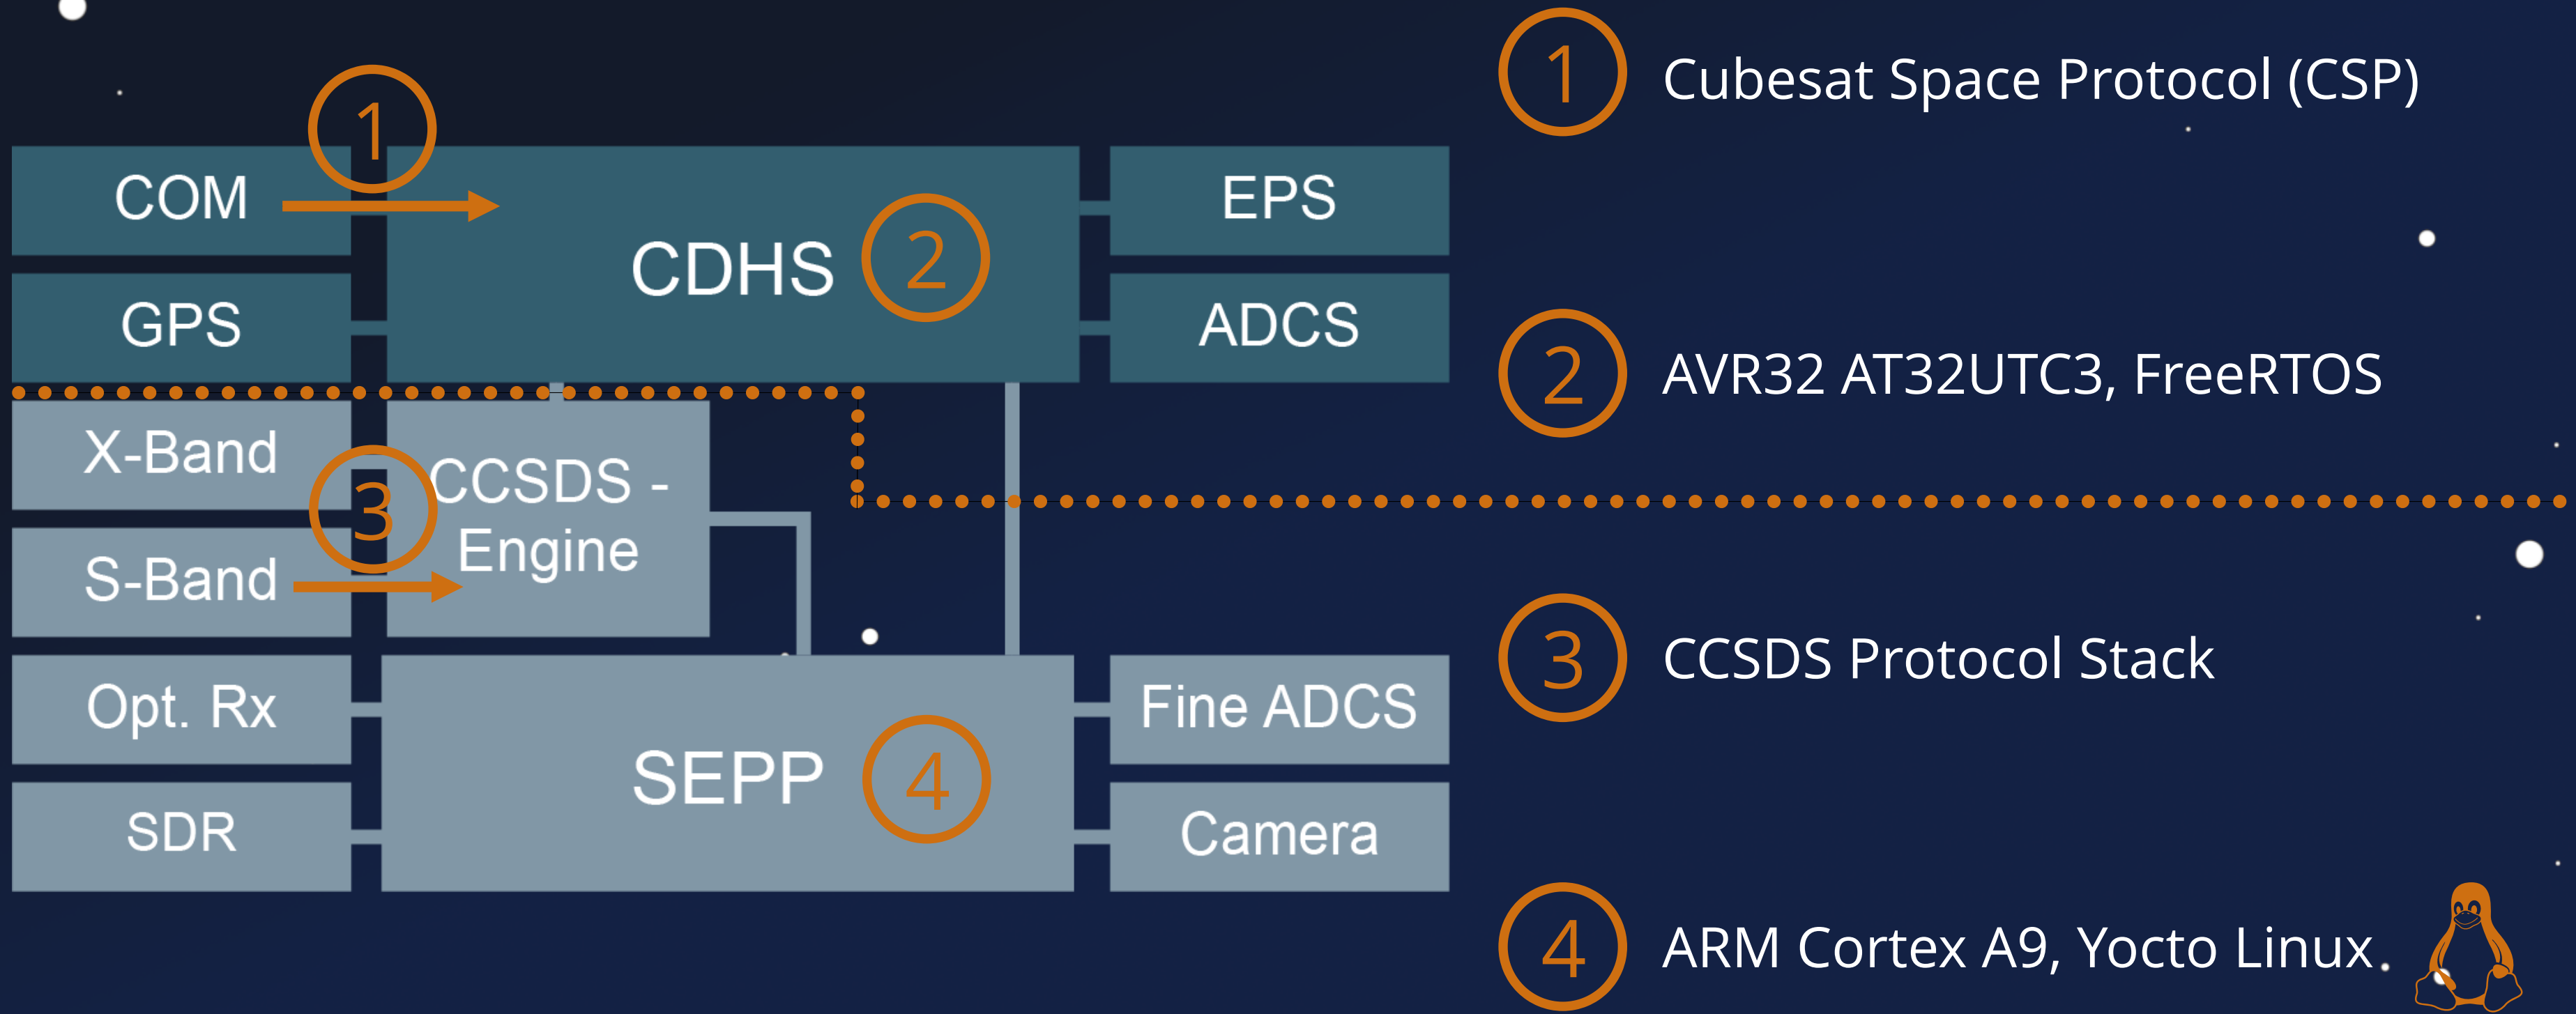 1
COM
CDHS
2
EPS
GPS
ADCS
X-Band
3
CCSDS -
Engine
S-Band
Opt. Rx
SEPP
4
Fine ADCS
SDR
Camera
1
Cubesat Space Protocol (CSP)
2
AVR32 AT32UTC3, FreeRTOS
3
CCSDS Protocol Stack
4
ARM Cortex A9, Yocto Linux